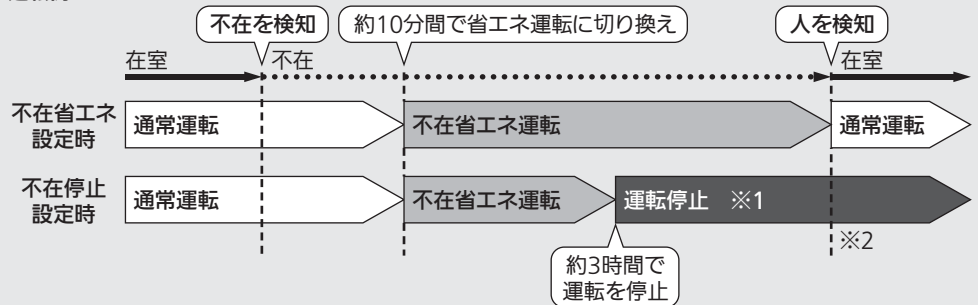 不在を検知
約10分間で省エネ運転に切り換え
人を検知
在室
不在
在室
不在省エネ
設定時
通常運転
不在省エネ運転
通常運転
不在停止
設定時
通常運転
不在省エネ運転
運転停止 ※1
※2
約3時間で
運転を停止